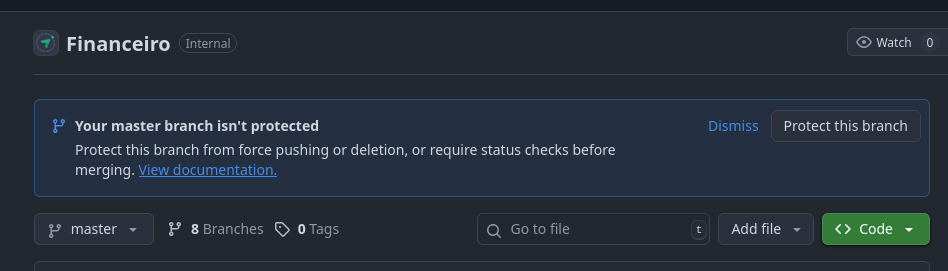 Financeiro Internal Watch 0
Your master branch isn't protected Dismiss Protect this branch
Protect this branch from force pushing or deletion, or require status checks before
merging. View documentation.
master 8 Branches 0 Tags Go to file t Add file Code